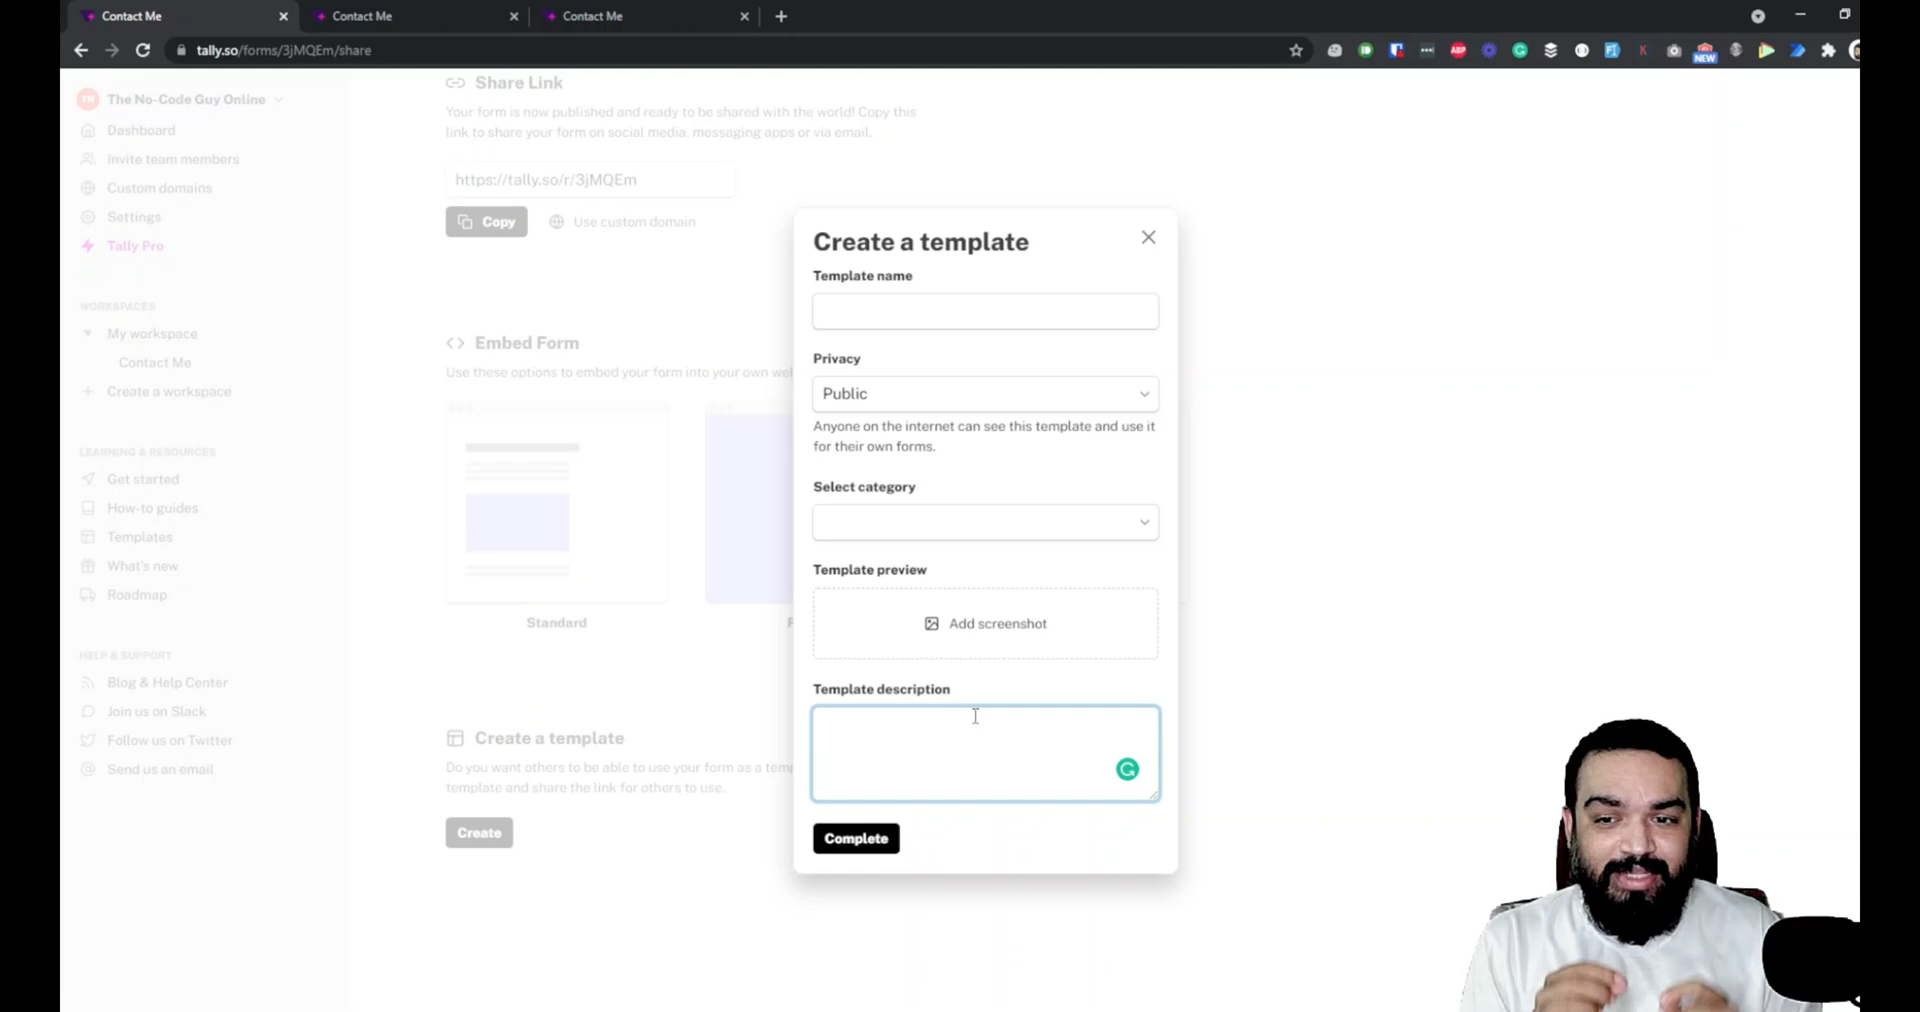 Contact Me
Contact Me
Contact Me
tally.so/forms/3jMQEm/share
ABP
NEW
K
TN
The No-Code Guy Online
Dashboard
Invite team members
Custom domains
Settings
Tally Pro
WORKSPACES
My workspace
Contact Me
Create a workspace
LEARNING & RESOURCES
Get started
How-to guides
Templates
What's new
Roadmap
HELP & SUPPORT
Blog & Help Center
Join us on Slack
Follow us on Twitter
Send us an email
Share Link
Your form is now published and ready to be shared with the world! Copy this
link to share your form on social media, messaging apps or via email.
https://tally.so/r/3jMQEm
Copy
Use custom domain
Embed Form
Use these options to embed your form into your own we
Standard
Create a template
Do you want others to be able to use your form as a tem
template and share the link for others to use.
Create
Create a template
Template name
Privacy
Public
Anyone on the internet can see this template and use it
for their own forms.
Select category
Template preview
Add screenshot
Template description
Complete